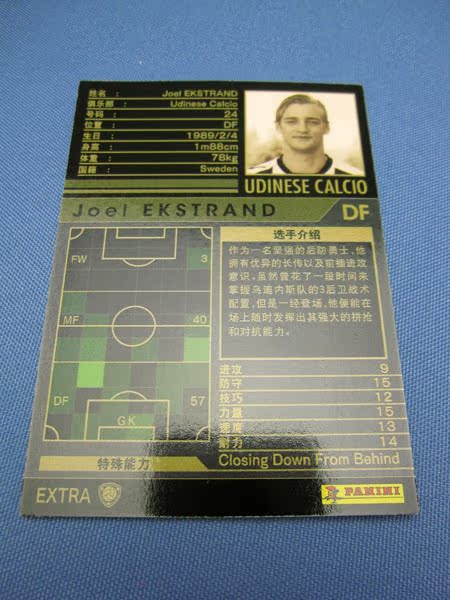 姓名 : Joel EKSTRAND
俱乐部 : Udinese Calcio
号码 : 24
位置 : DF
生日 : 1989/2/4
身高 : 1m88cm
体重 : 78kg
国籍 : Sweden
UDINESE CALCIO
Joel EKSTRAND DF
FW 3
MF 40
DF 57
GK
选手介绍
作为一名坚强的后防勇士,他
拥有优异的长传以及前插进攻
意识。虽然曾花了一段时间来
掌握乌迪内斯队的3后卫战术
配置,但是一经登场,他便能在
场上随时发挥出其强大的拼抢
和对抗能力。
进攻 9
防守 15
技巧 12
力量 15
速度 13
耐力 14
特殊能力 Closing Down From Behind
EXTRA
PANINI